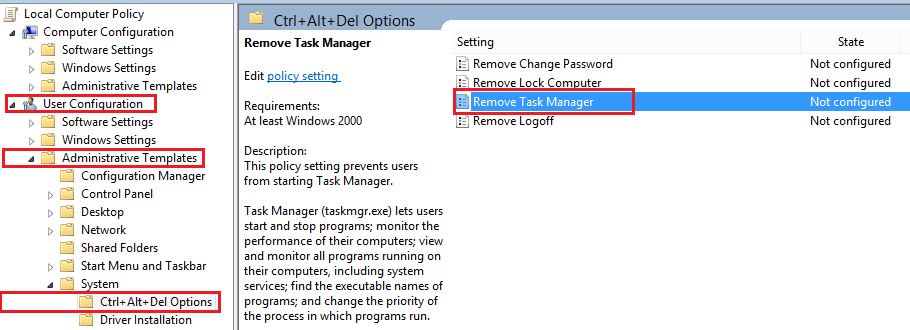 Local Computer Policy
Computer Configuration
Software Settings
Windows Settings
Administrative Templates
User Configuration
Software Settings
Windows Settings
Administrative Templates
Configuration Manager
Control Panel
Desktop
Network
Shared Folders
Start Menu and Taskbar
System
Ctrl+Alt+Del Options
Driver Installation
Ctrl+Alt+Del Options
Remove Task Manager
Edit policy setting
Requirements:
At least Windows 2000
Description:
This policy setting prevents users
from starting Task Manager.
Task Manager (taskmgr.exe) lets users
start and stop programs; monitor the
performance of their computers; view
and monitor all programs running on
their computers, including system
services; find the executable names of
programs; and change the priority of
the process in which programs run.
Setting State
Remove Change Password Not configured
Remove Lock Computer Not configured
Remove Task Manager Not configured
Remove Logoff Not configured